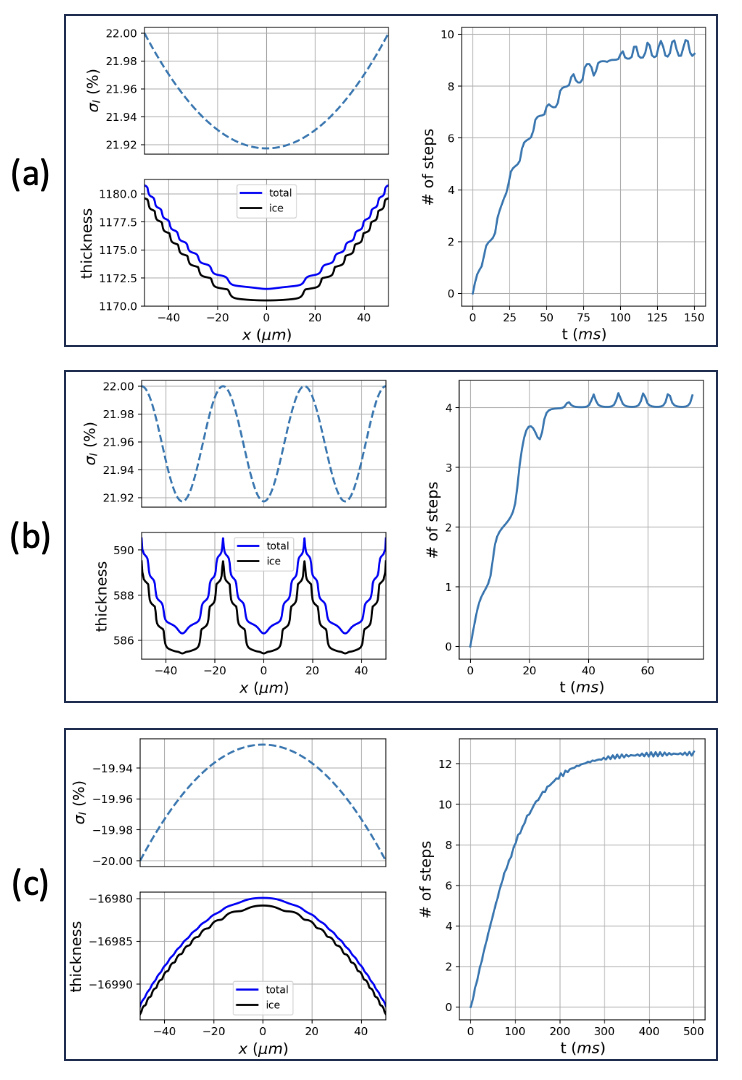 (a)
22.00
21.98
21.96
21.94
21.92
σ_I (%)
1180.0
1177.5
1175.0
1172.5
1170.0
thickness
total
ice
−40 −20 0 20 40
x (μm)
10
8
6
4
2
0
# of steps
0 25 50 75 100 125 150
t (ms)
(b)
22.00
21.98
21.96
21.94
21.92
σ_I (%)
590
588
586
thickness
total
ice
−40 −20 0 20 40
x (μm)
4
3
2
1
0
# of steps
0 20 40 60
t (ms)
(c)
−19.94
−19.96
−19.98
−20.00
σ_I (%)
−16980
−16985
−16990
thickness
total
ice
−40 −20 0 20 40
x (μm)
12
10
8
6
4
2
0
# of steps
0 100 200 300 400 500
t (ms)